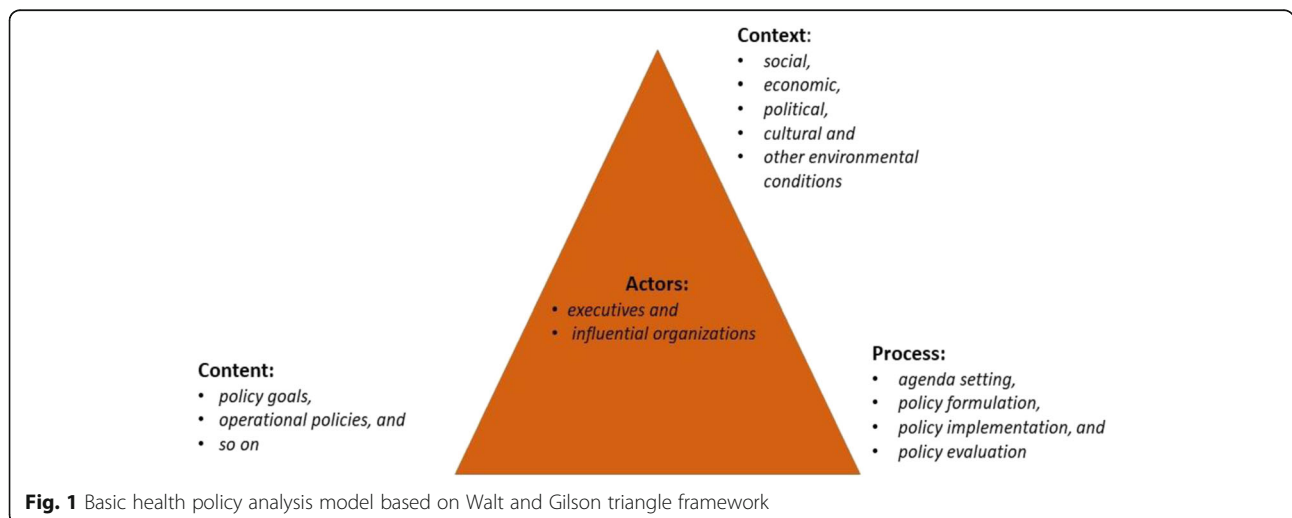 Context:
• social,
• economic,
• political,
• cultural and
• other environmental
conditions
Actors:
• executives and
• influential organizations
Content:
• policy goals,
• operational policies, and
• so on
Process:
• agenda setting,
• policy formulation,
• policy implementation, and
• policy evaluation
Fig. 1 Basic health policy analysis model based on Walt and Gilson triangle framework